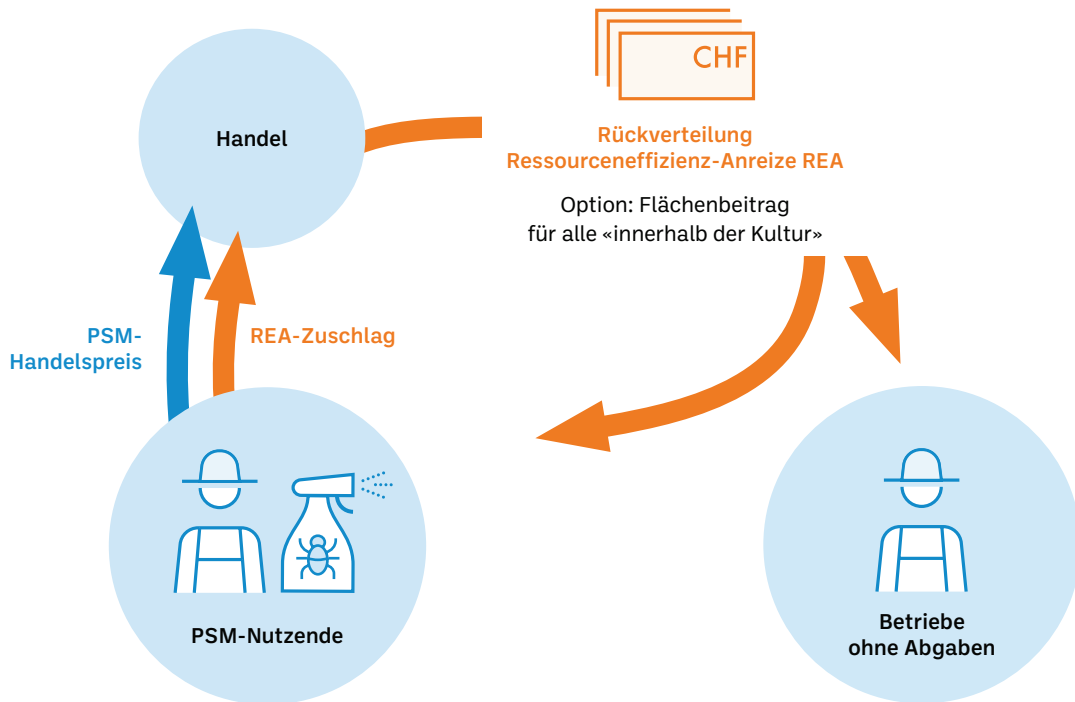 CHF
Handel
Rückverteilung
Ressourceneffizienz-Anreize REA
Option: Flächenbeitrag
für alle «innerhalb der Kultur»
PSM-
Handelspreis
REA-Zuschlag
PSM-Nutzende
Betriebe
ohne Abgaben